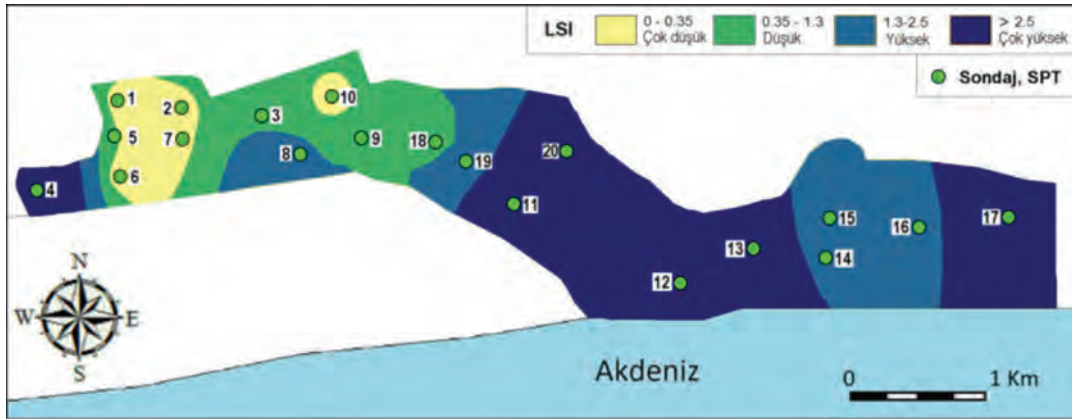 LSI
0 - 0.35
Çok düşük
0.35 - 1.3
Düşük
1.3-2.5
Yüksek
> 2.5
Çok yüksek
Sondaj, SPT
1
2
3
10
5
7
8
9
18
19
20
4
6
11
15
16
17
13
14
12
N
W
E
S
Akdeniz
0
1 Km